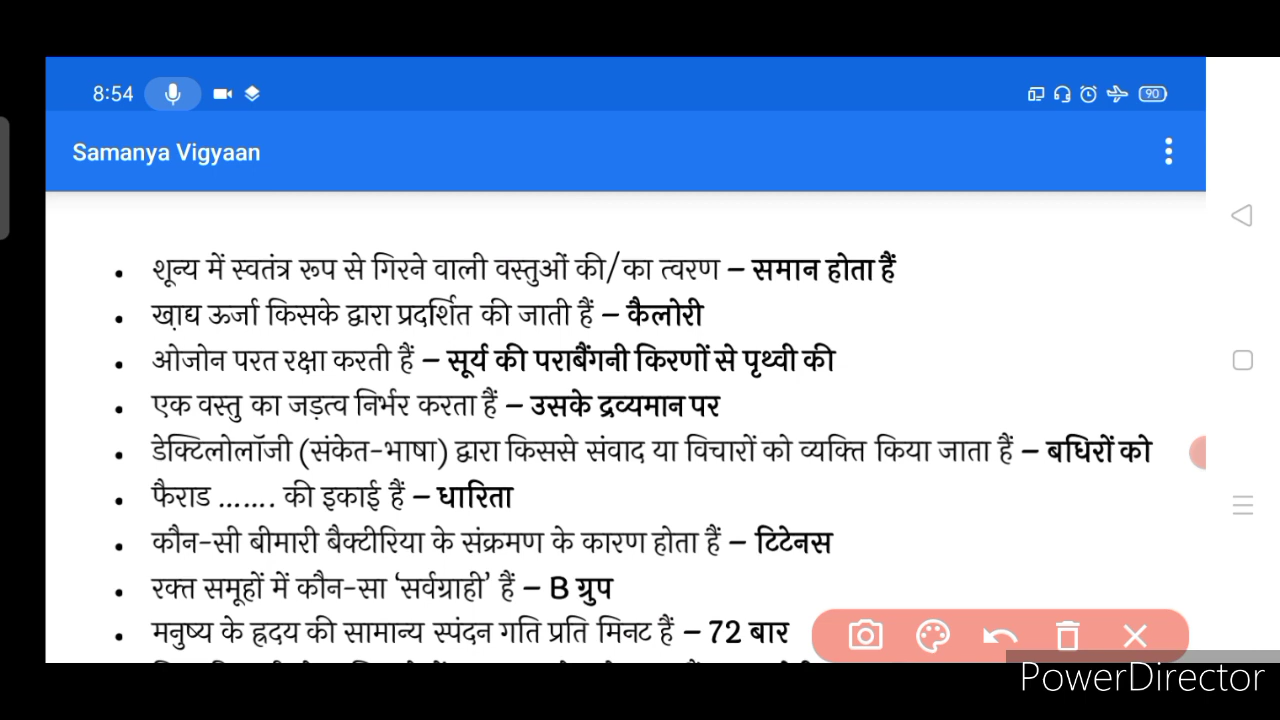 8:54
90
Samanya Vigyaan
• शून्य में स्वतंत्र रूप से गिरने वाली वस्तुओं की/का त्वरण – समान होता हैं
• खा़द्य ऊर्जा किसके द्वारा प्रदर्शित की जाती हैं – कैलोरी
• ओजोन परत रक्षा करती हैं – सूर्य की पराबैंगनी किरणों से पृथ्वी की
• एक वस्तु का जड़त्व निर्भर करता हैं – उसके द्रव्यमान पर
• डेक्टिलोलॉजी (संकेत-भाषा) द्वारा किससे संवाद या विचारों को व्यक्ति किया जाता हैं – बधिरों को
• फैराड ....... की इकाई हैं – धारिता
• कौन-सी बीमारी बैक्टीरिया के संक्रमण के कारण होता हैं – टिटेनस
• रक्त समूहों में कौन-सा ‘सर्वग्राही’ हैं – B ग्रुप
• मनुष्य के ह्रदय की सामान्य स्पंदन गति प्रति मिनट हैं – 72 बार
PowerDirector